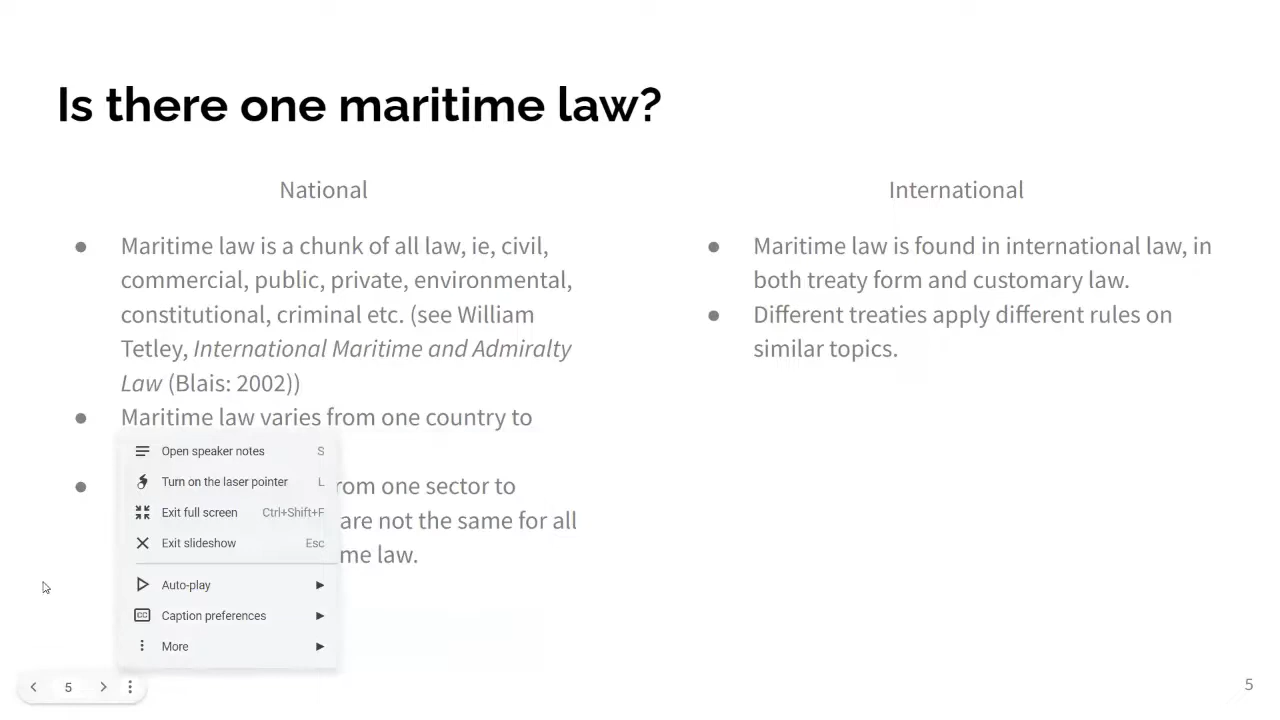 Is there one maritime law?
National
● Maritime law is a chunk of all law, ie, civil,
commercial, public, private, environmental,
constitutional, criminal etc. (see William
Tetley, International Maritime and Admiralty
Law (Blais: 2002))
● Maritime law varies from one country to
● rom one sector to
are not the same for all
me law.
International
● Maritime law is found in international law, in
both treaty form and customary law.
● Different treaties apply different rules on
similar topics.
Open speaker notes S
Turn on the laser pointer L
Exit full screen Ctrl+Shift+F
Exit slideshow Esc
Auto-play
CC Caption preferences
More
5
5